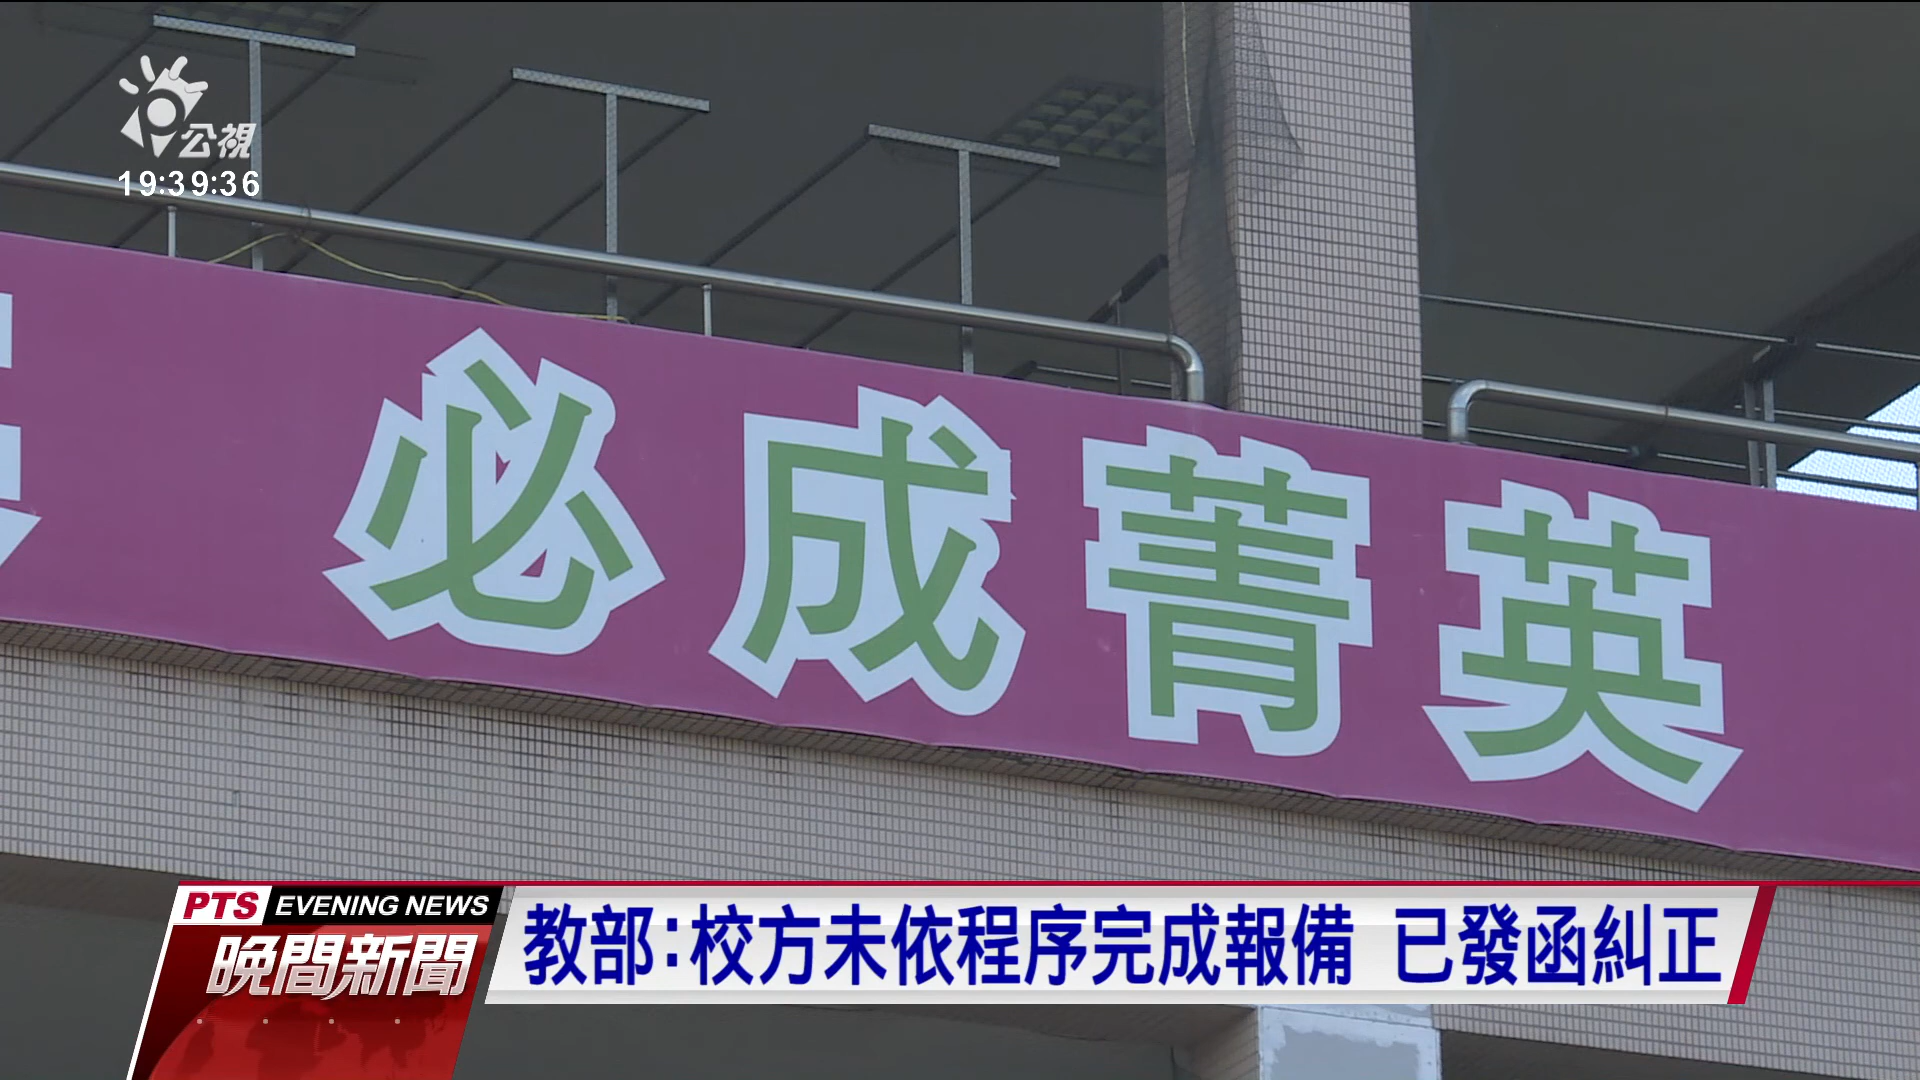 公視
19:39:36
必成菁英
PTS EVENING NEWS
晚間新聞
教部:校方未依程序完成報備 已發函糾正